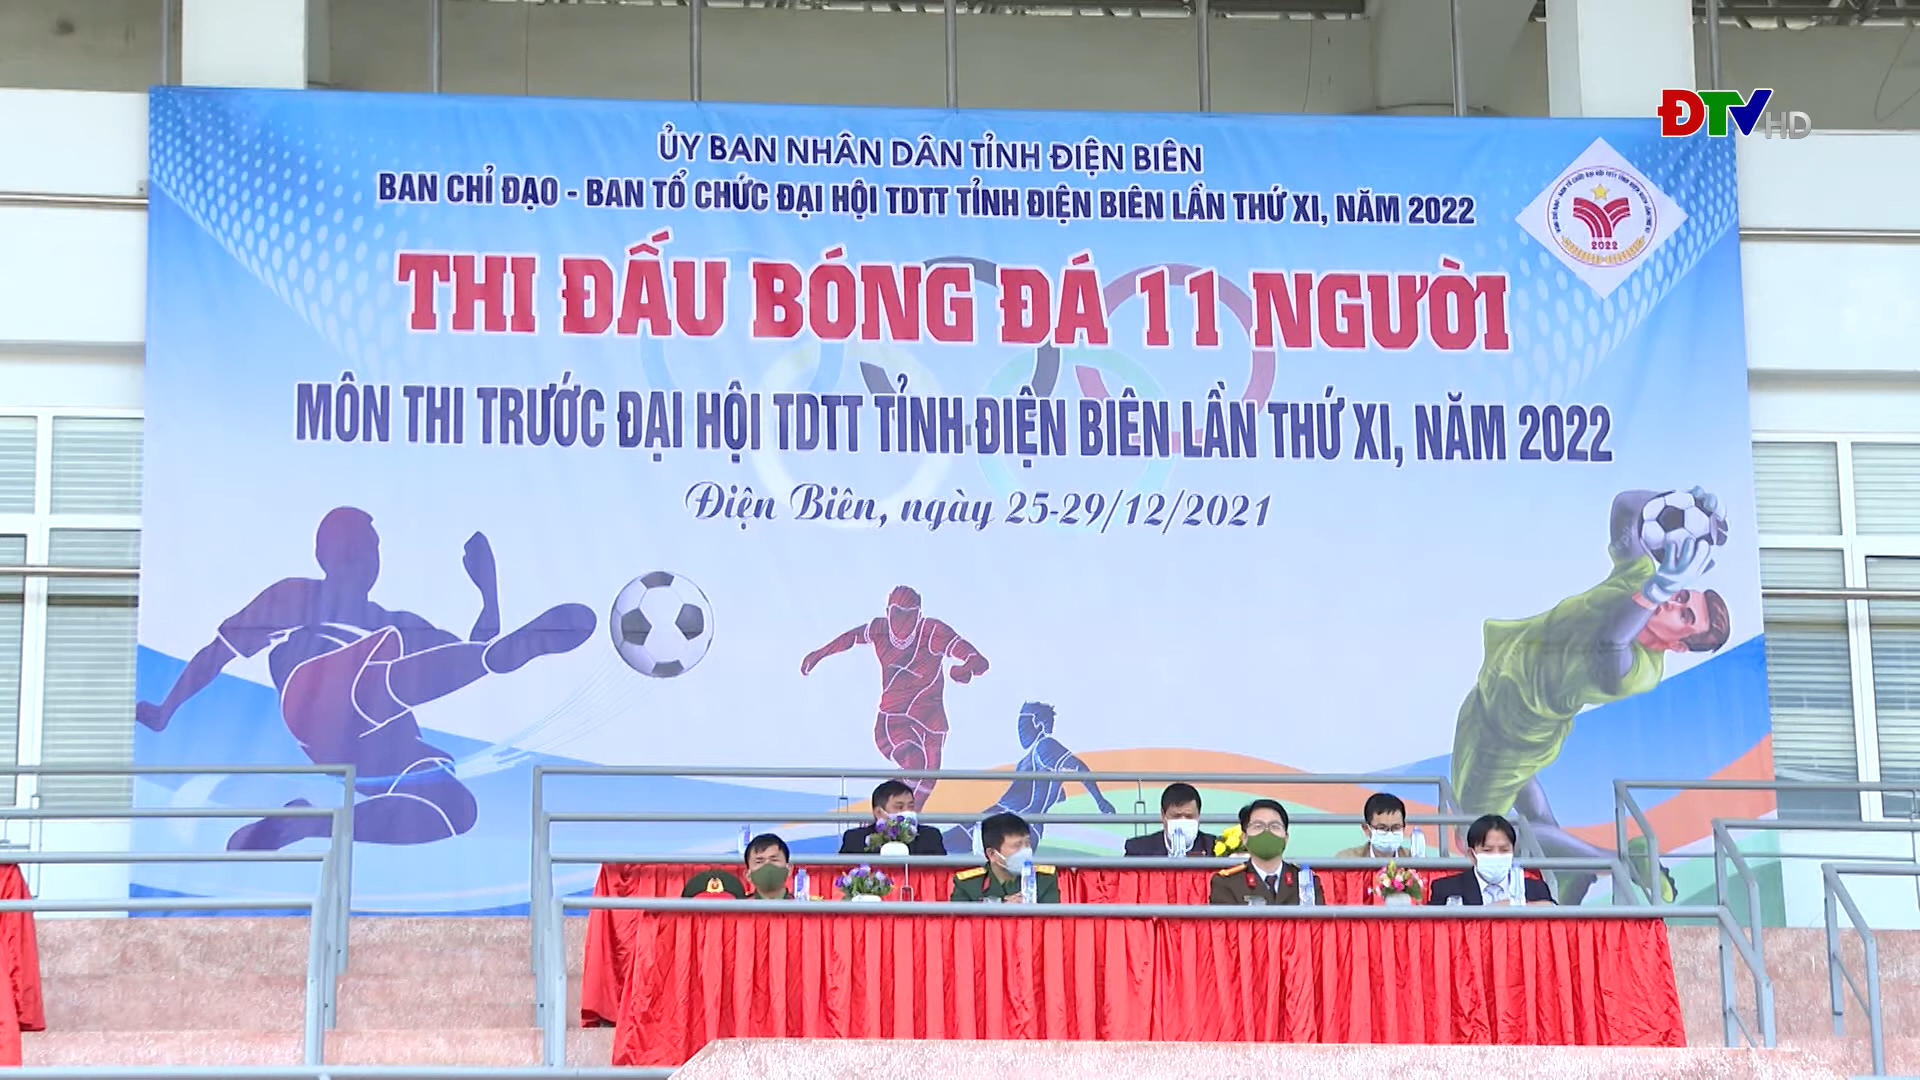 ĐTV HD
ỦY BAN NHÂN DÂN TỈNH ĐIỆN BIÊN
BAN CHỈ ĐẠO - BAN TỔ CHỨC ĐẠI HỘI TDTT TỈNH ĐIỆN BIÊN LẦN THỨ XI, NĂM 2022
THI ĐẤU BÓNG ĐÁ 11 NGƯỜI
MÔN THI TRƯỚC ĐẠI HỘI TDTT TỈNH ĐIỆN BIÊN LẦN THỨ XI, NĂM 2022
Điện Biên, ngày 25-29/12/2021
2022